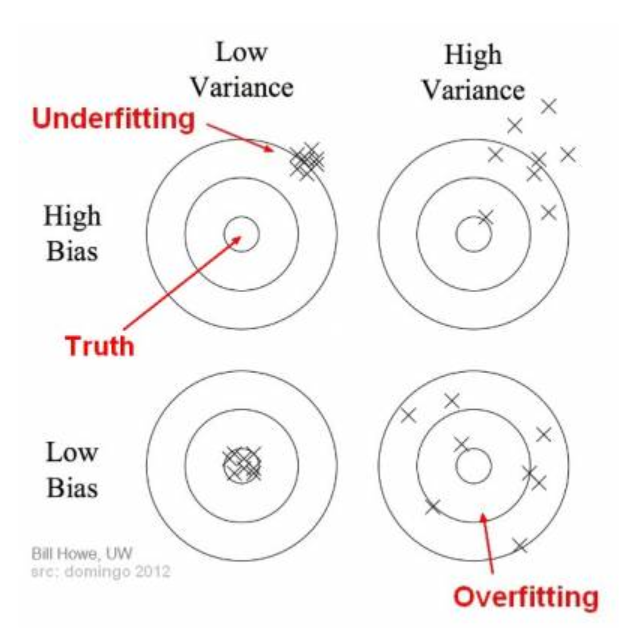 Low
Variance
High
Variance
Underfitting
High
Bias
Truth
Low
Bias
Bill Howe, UW
src: domingo 2012
Overfitting